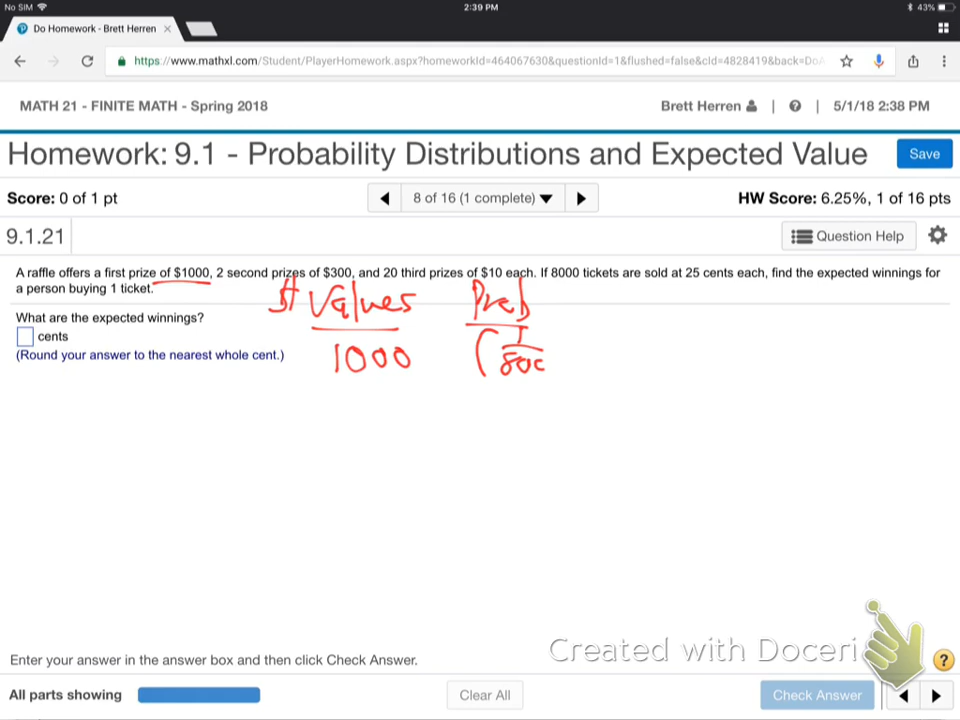 No SIM 2:39 PM 43%
Do Homework - Brett Herren ×
https://www.mathxl.com/Student/PlayerHomework.aspx?homeworkId=464067630&questionId=1&flushed=false&cId=4828419&back=DoA
MATH 21 - FINITE MATH - Spring 2018 Brett Herren | ? | 5/1/18 2:38 PM
Homework: 9.1 - Probability Distributions and Expected Value Save
Score: 0 of 1 pt 8 of 16 (1 complete) HW Score: 6.25%, 1 of 16 pts
9.1.21 Question Help
A raffle offers a first prize of $1000, 2 second prizes of $300, and 20 third prizes of $10 each. If 8000 tickets are sold at 25 cents each, find the expected winnings for
a person buying 1 ticket.
Values Prob
What are the expected winnings?
cents
1000 ( 1/800
(Round your answer to the nearest whole cent.)
Created with Doceri
Enter your answer in the answer box and then click Check Answer. ?
All parts showing Clear All Check Answer